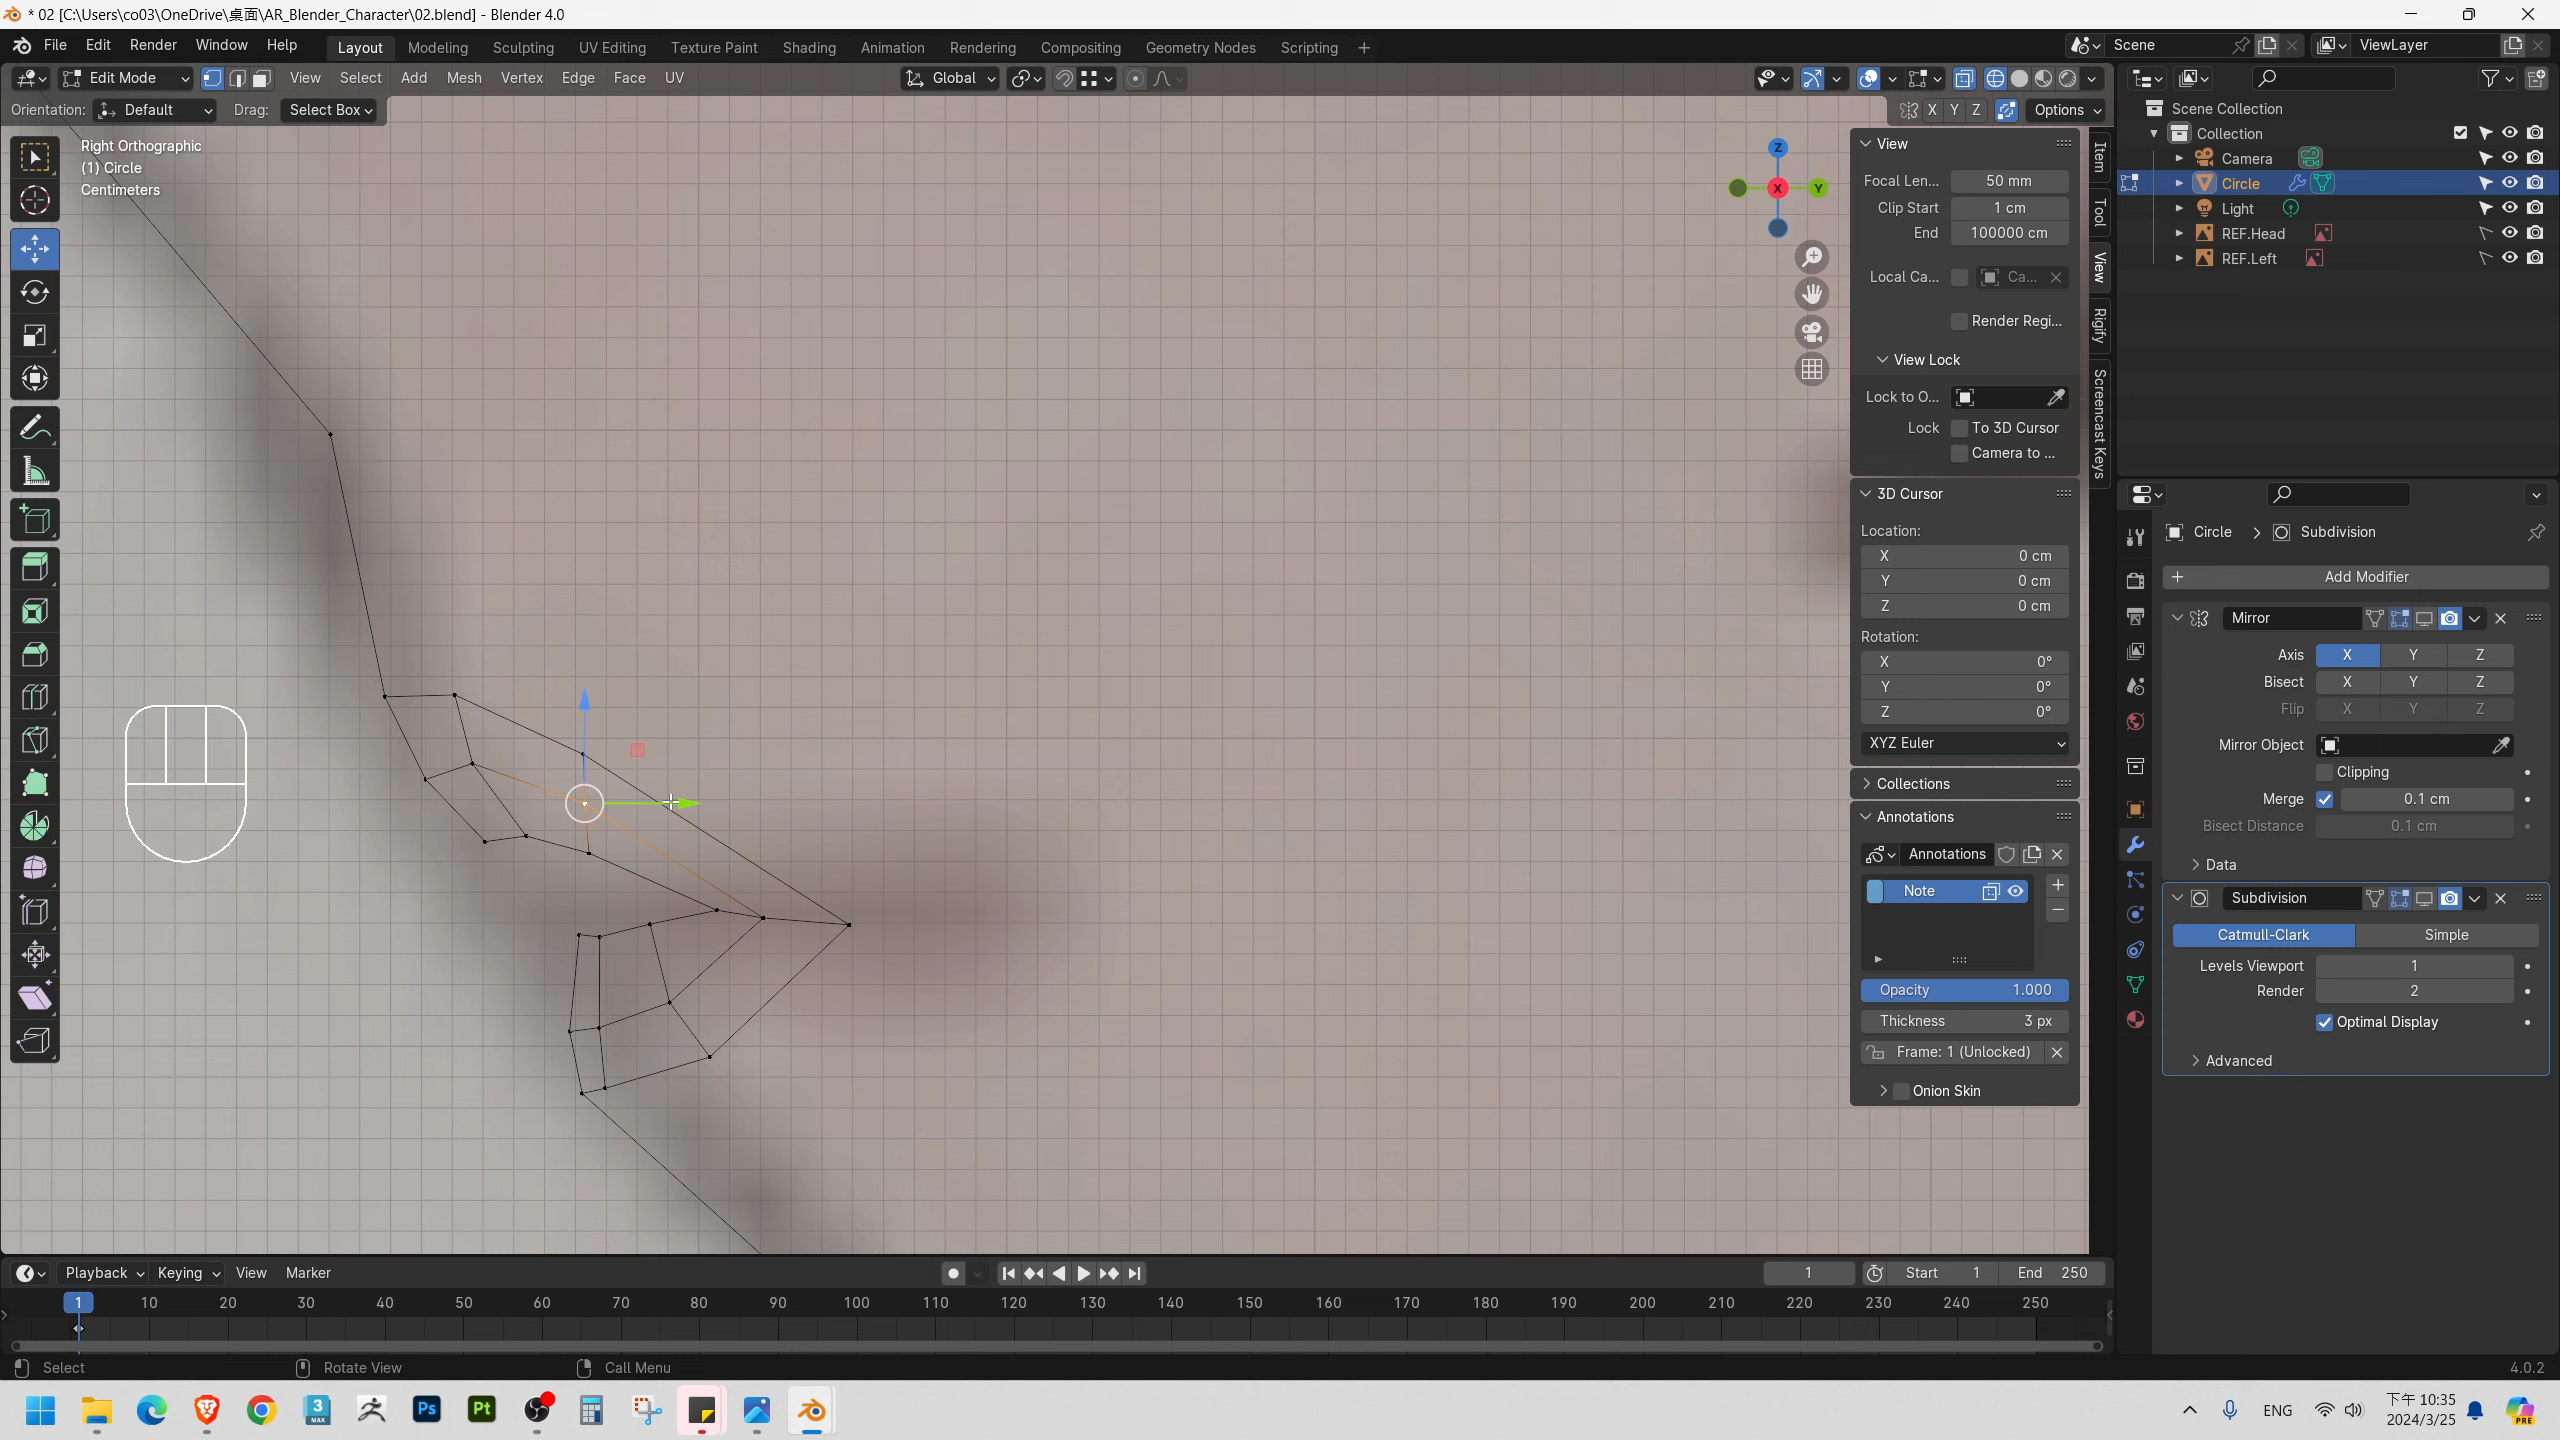 * 02 [C:\Users\co03\OneDrive\桌面\AR_Blender_Character\02.blend] - Blender 4.0
File Edit Render Window Help Layout Modeling Sculpting UV Editing Texture Paint Shading Animation Rendering Compositing Geometry Nodes Scripting + Scene ViewLayer
Edit Mode View Select Add Mesh Vertex Edge Face UV Global
Orientation: Default Drag: Select Box X Y Z Options
Right Orthographic
(1) Circle
Centimeters
Z
X
Y
View
Focal Len... 50 mm
Clip Start 1 cm
End 100000 cm
Local Ca... Ca...
Render Regi...
View Lock
Lock to O...
Lock To 3D Cursor
Camera to ...
3D Cursor
Location:
X 0 cm
Y 0 cm
Z 0 cm
Rotation:
X 0°
Y 0°
Z 0°
XYZ Euler
Collections
Annotations
Annotations
Note
Opacity 1.000
Thickness 3 px
Frame: 1 (Unlocked)
Onion Skin
Item
Tool
View
Rigify
Screencast Keys
Scene Collection
Collection
Camera
Circle
Light
REF.Head
REF.Left
Circle > Subdivision
Add Modifier
Mirror
Axis X Y Z
Bisect X Y Z
Flip X Y Z
Mirror Object
Clipping
Merge 0.1 cm
Bisect Distance 0.1 cm
Data
Subdivision
Catmull-Clark Simple
Levels Viewport 1
Render 2
Optimal Display
Advanced
Playback Keying View Marker 1 Start 1 End 250
1 10 20 30 40 50 60 70 80 90 100 110 120 130 140 150 160 170 180 190 200 210 220 230 240 250
Select Rotate View Call Menu 4.0.2
3
MAX
Ps
Pt
ENG
下午 10:35
2024/3/25
PRE